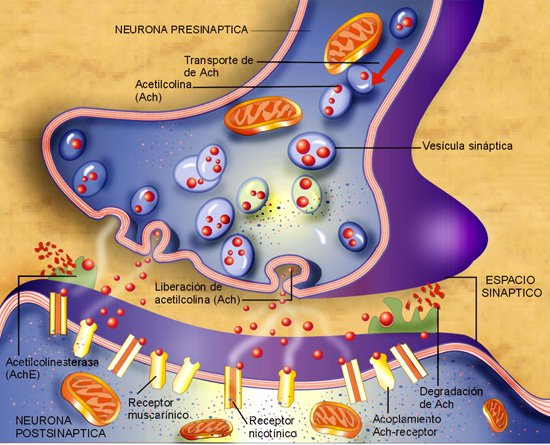 NEURONA PRESINAPTICA
Transporte de
de Ach
Acetilcolina
(Ach)
Vesícula sináptica
Liberación de
acetilcolina (Ach)
ESPACIO
SINAPTICO
Acetilcolinesterasa
(AchE)
Receptor
muscarínico
Receptor
nicotínico
Acoplamiento
Ach-receptor
Degradación
de Ach
NEURONA
POSTSINAPTICA